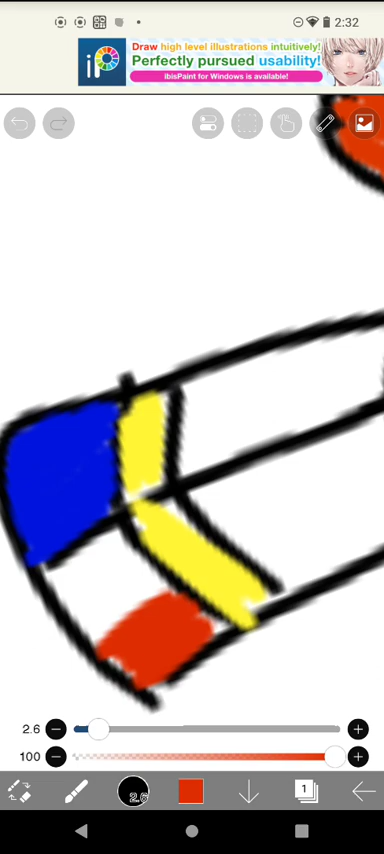 2:32
iP
Draw high level illustrations intuitively!
Perfectly pursued usability!
ibisPaint for Windows is available!
2.6
100
2.6
1